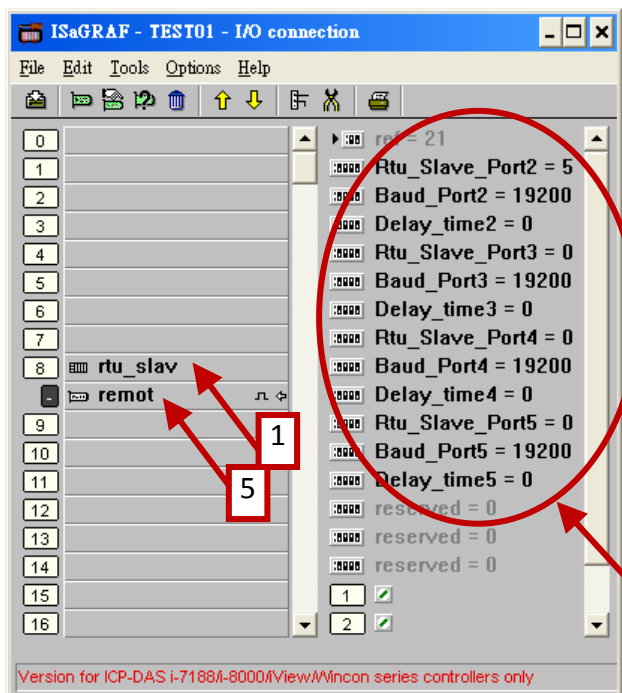 ISaGRAF - TEST01 - I/O connection
File Edit Tools Options Help
0
1
2
3
4
5
6
7
8 rtu_slav
- remot
9
10
11
12
13
14
15
16
1
5
ref = 21
Rtu_Slave_Port2 = 5
Baud_Port2 = 19200
Delay_time2 = 0
Rtu_Slave_Port3 = 0
Baud_Port3 = 19200
Delay_time3 = 0
Rtu_Slave_Port4 = 0
Baud_Port4 = 19200
Delay_time4 = 0
Rtu_Slave_Port5 = 0
Baud_Port5 = 19200
Delay_time5 = 0
reserved = 0
reserved = 0
reserved = 0
1
2
Version for ICP-DAS i-7188/i-8000/iView/Wincon series controllers only